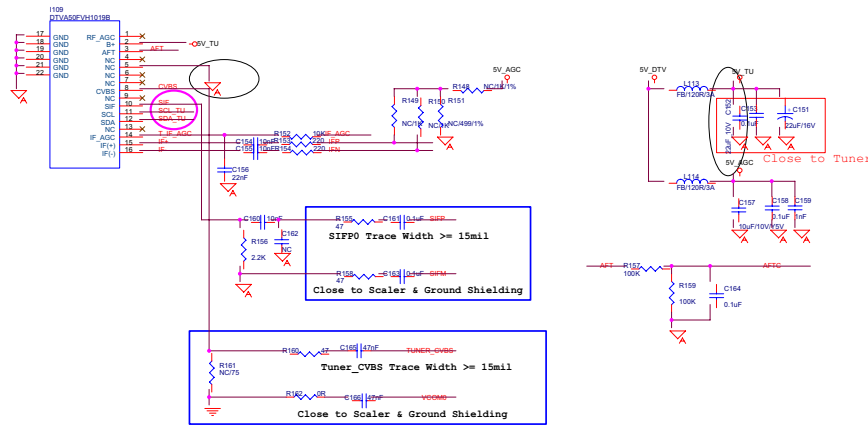 I109
DTVA50FVH1019B
17 GND RF_AGC 1
18 GND B+ 2 5V_TU
19 GND AFT 3 AFT
20 GND NC 4
21 GND NC 5
22 GND NC 6
NC 7
CVBS 8 CVBS
NC 9
SIF 10 SIF
SCL 11 SCL_TU
SDA 12 SDA_TU
NC 13
IF_AGC 14 T_IF_AGC R152 10K IF_AGC
IF(+) 15 IF+ C154 10nF R153 220 IFP
IF(-) 16 IF- C155 10nF R154 220 IFN
C156
22nF
5V_AGC
R148 NC/1K/1%
R149 R150 R151
NC/499/1%
5V_DTV 5V_TU
L113
FB/120R/3A
C152 22uF 10V
C153
0.1uF
C151
22uF/16V
Close to Tuner
5V_AGC
L114
FB/120R/3A
C157
10uF/10V/Y5V
C158
0.1uF
C159
1nF
C160 10nF
C162
NC
R156
2.2K
R155
47
C161 0.1uF SIFP
SIFP0 Trace Width >= 15mil
R158
47
C163 0.1uF SIFM
Close to Scaler & Ground Shielding
AFT R157
100K
AFTC
R159
100K
C164
0.1uF
R160 47 C165 47nF TUNER_CVBS
R161
NC/75
Tuner_CVBS Trace Width >= 15mil
R162 0R C166 47nF VCOM0
Close to Scaler & Ground Shielding